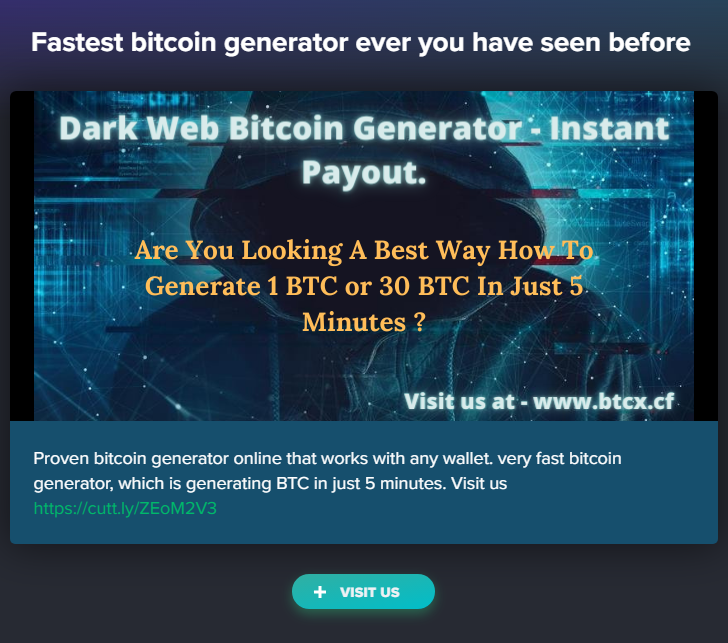 Fastest bitcoin generator ever you have seen before
Dark Web Bitcoin Generator - Instant
Payout.
Are You Looking A Best Way How To
Generate 1 BTC or 30 BTC In Just 5
Minutes ?
Visit us at - www.btcx.cf
Proven bitcoin generator online that works with any wallet. very fast bitcoin
generator, which is generating BTC in just 5 minutes. Visit us
https://cutt.ly/ZEoM2V3
+ VISIT US